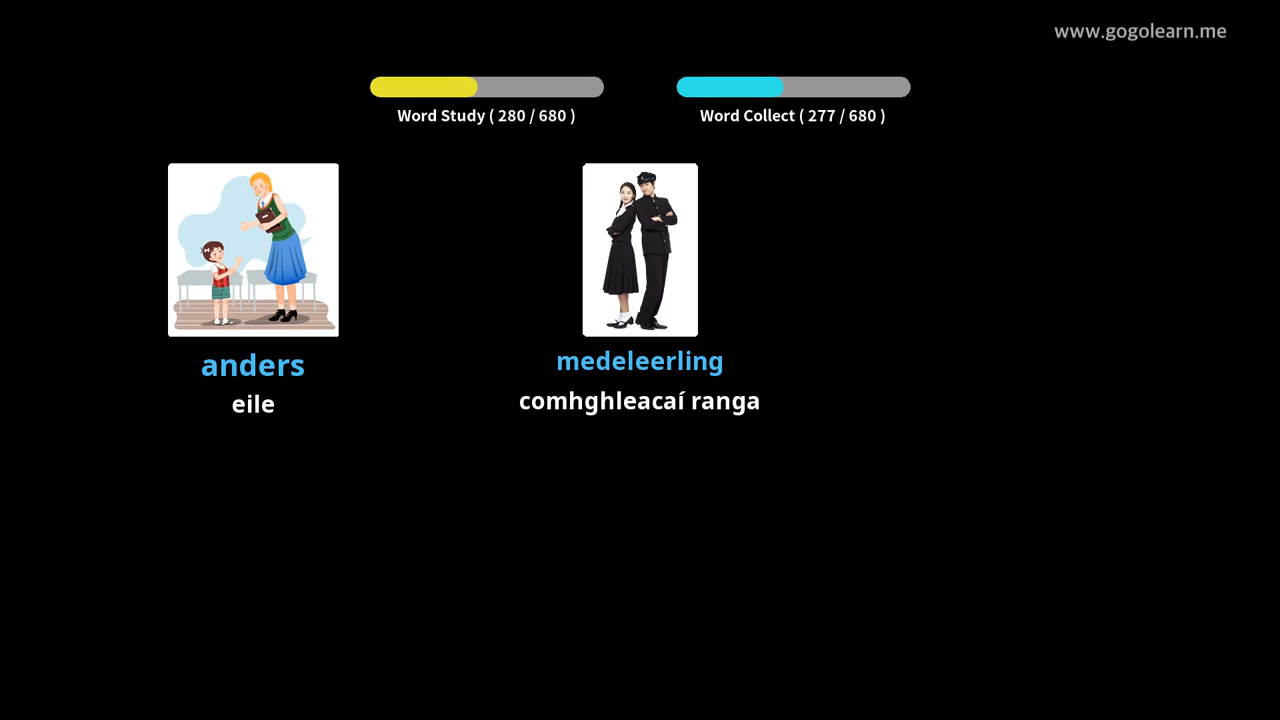 www.gogolearn.me
Word Study ( 280 / 680 )
Word Collect ( 277 / 680 )
anders
eile
medeleerling
comhghleacaí ranga